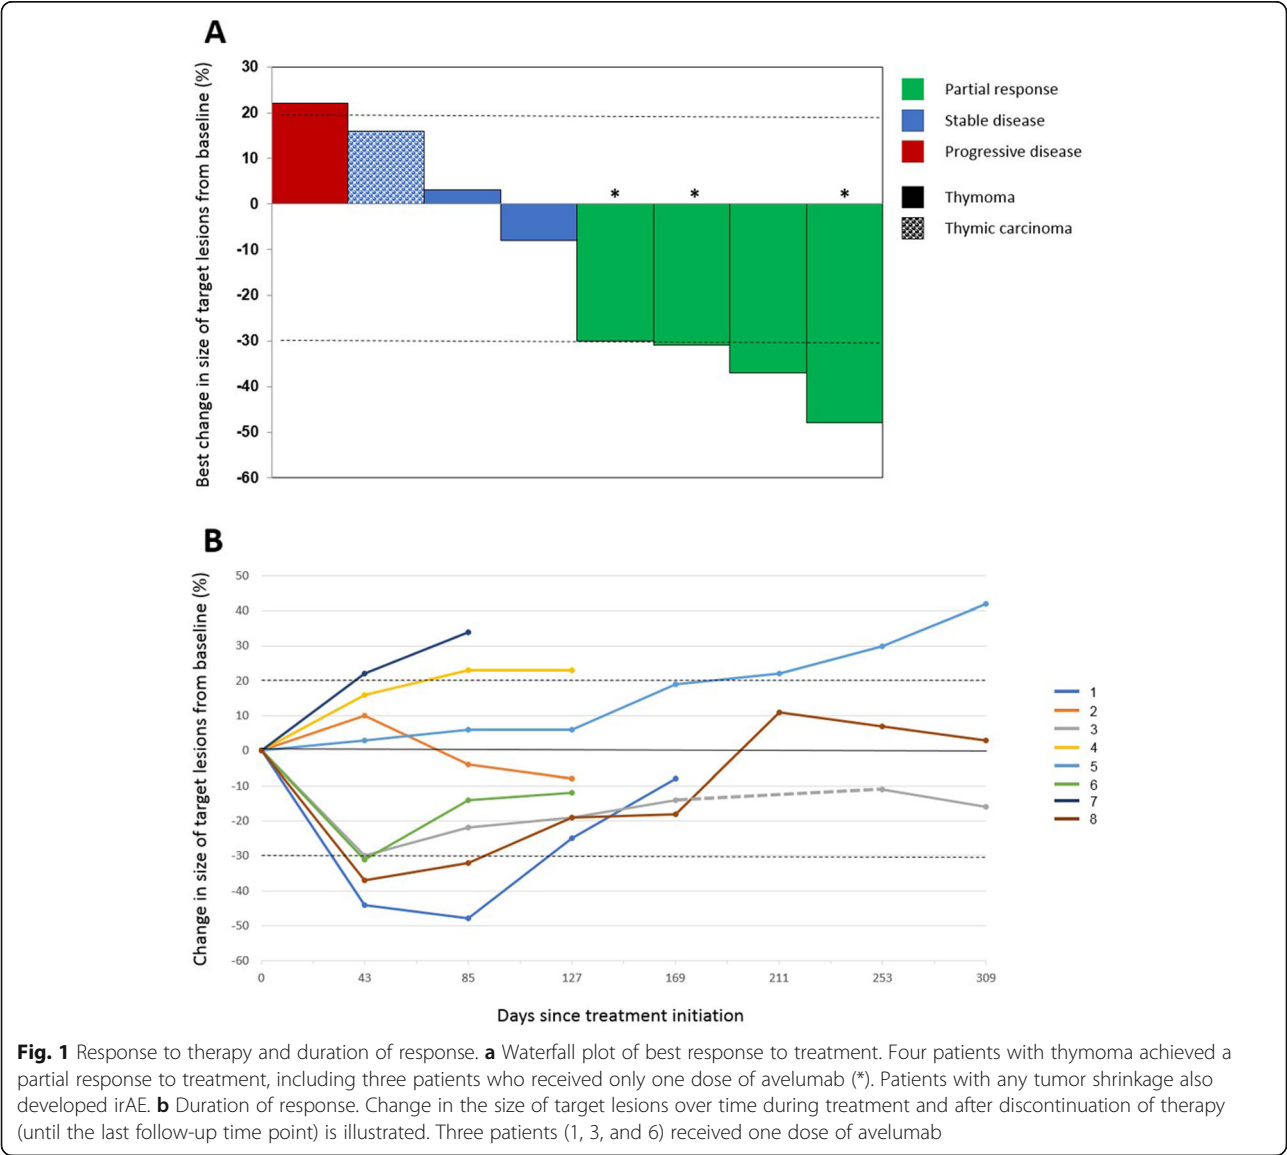 A
Best change in size of target lesions from baseline (%)
30
20
10
0
-10
-20
-30
-40
-50
-60
* * *
Partial response
Stable disease
Progressive disease
Thymoma
Thymic carcinoma
B
Change in size of target lesions from baseline (%)
50
40
30
20
10
0
-10
-20
-30
-40
-50
-60
0 43 85 127 169 211 253 309
Days since treatment initiation
1
2
3
4
5
6
7
8
Fig. 1 Response to therapy and duration of response. a Waterfall plot of best response to treatment. Four patients with thymoma achieved a
partial response to treatment, including three patients who received only one dose of avelumab (*). Patients with any tumor shrinkage also
developed irAE. b Duration of response. Change in the size of target lesions over time during treatment and after discontinuation of therapy
(until the last follow-up time point) is illustrated. Three patients (1, 3, and 6) received one dose of avelumab